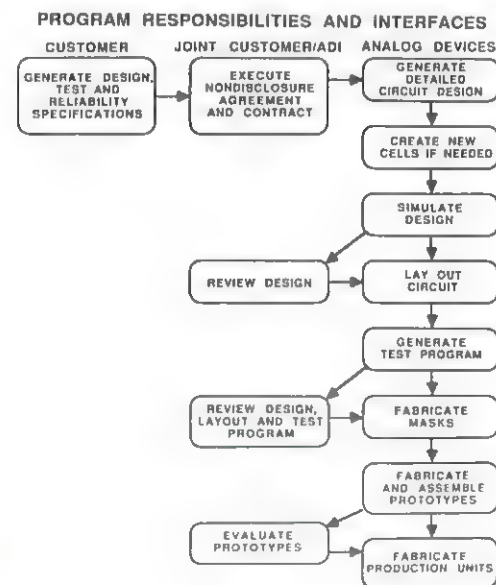 PROGRAM RESPONSIBILITIES AND INTERFACES
CUSTOMER
JOINT CUSTOMER/ADI
ANALOG DEVICES
GENERATE DESIGN,
TEST AND
RELIABILITY
SPECIFICATIONS
EXECUTE
NONDISCLOSURE
AGREEMENT
AND CONTRACT
GENERATE
DETAILED
CIRCUIT DESIGN
CREATE NEW
CELLS IF NEEDED
SIMULATE
DESIGN
REVIEW DESIGN
LAY OUT
CIRCUIT
GENERATE
TEST PROGRAM
REVIEW DESIGN,
LAYOUT AND TEST
PROGRAM
FABRICATE
MASKS
FABRICATE
AND ASSEMBLE
PROTOTYPES
EVALUATE
PROTOTYPES
FABRICATE
PRODUCTION UNITS